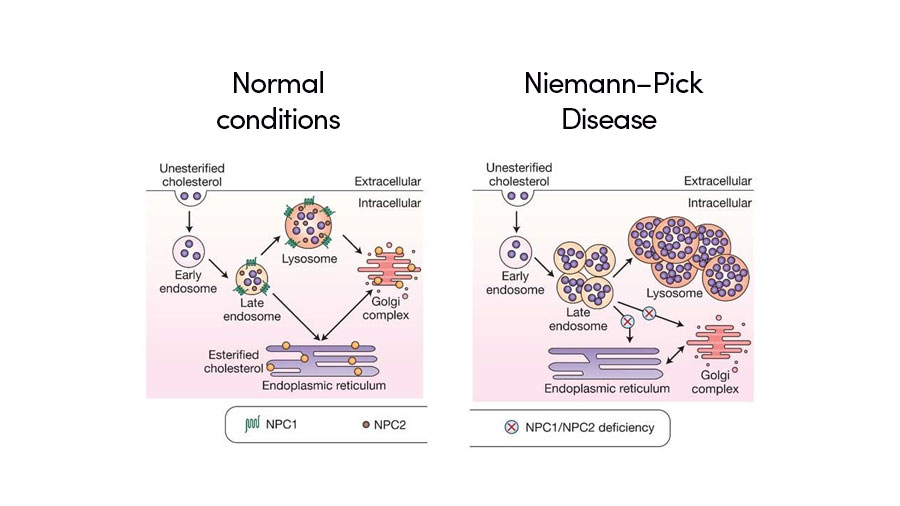 Normal
conditions
Niemann–Pick
Disease
Unesterified
cholesterol
Extracellular
Intracellular
Early
endosome
Late
endosome
Lysosome
Golgi
complex
Esterified
cholesterol
Endoplasmic reticulum
NPC1
NPC2
Unesterified
cholesterol
Extracellular
Intracellular
Early
endosome
Late
endosome
Lysosome
Endoplasmic reticulum
Golgi
complex
NPC1/NPC2 deficiency